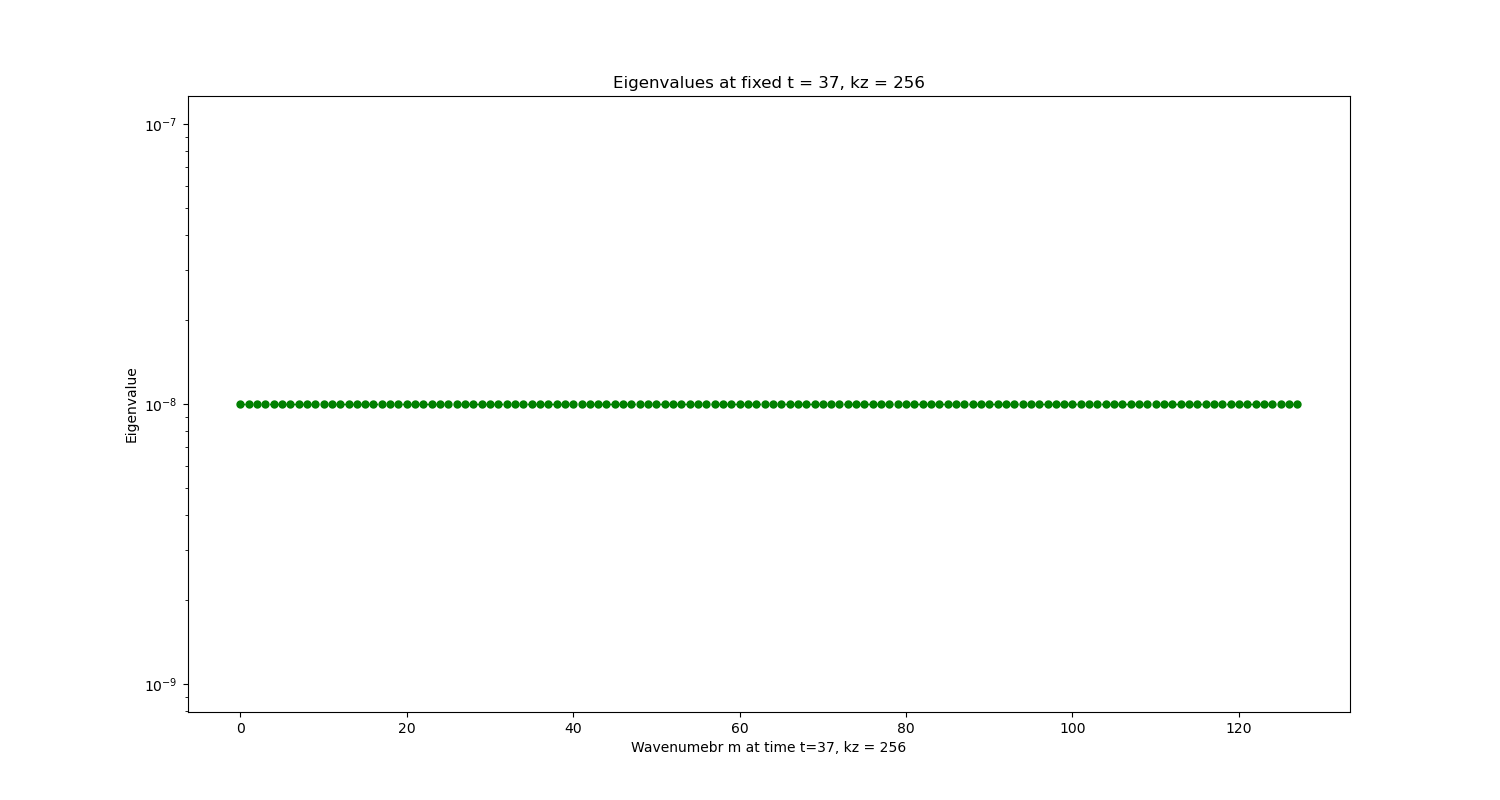 Eigenvalues at fixed t = 37, kz = 256
10⁻⁷
10⁻⁸
10⁻⁹
Eigenvalue
0 20 40 60 80 100 120
Wavenumebr m at time t=37, kz = 256